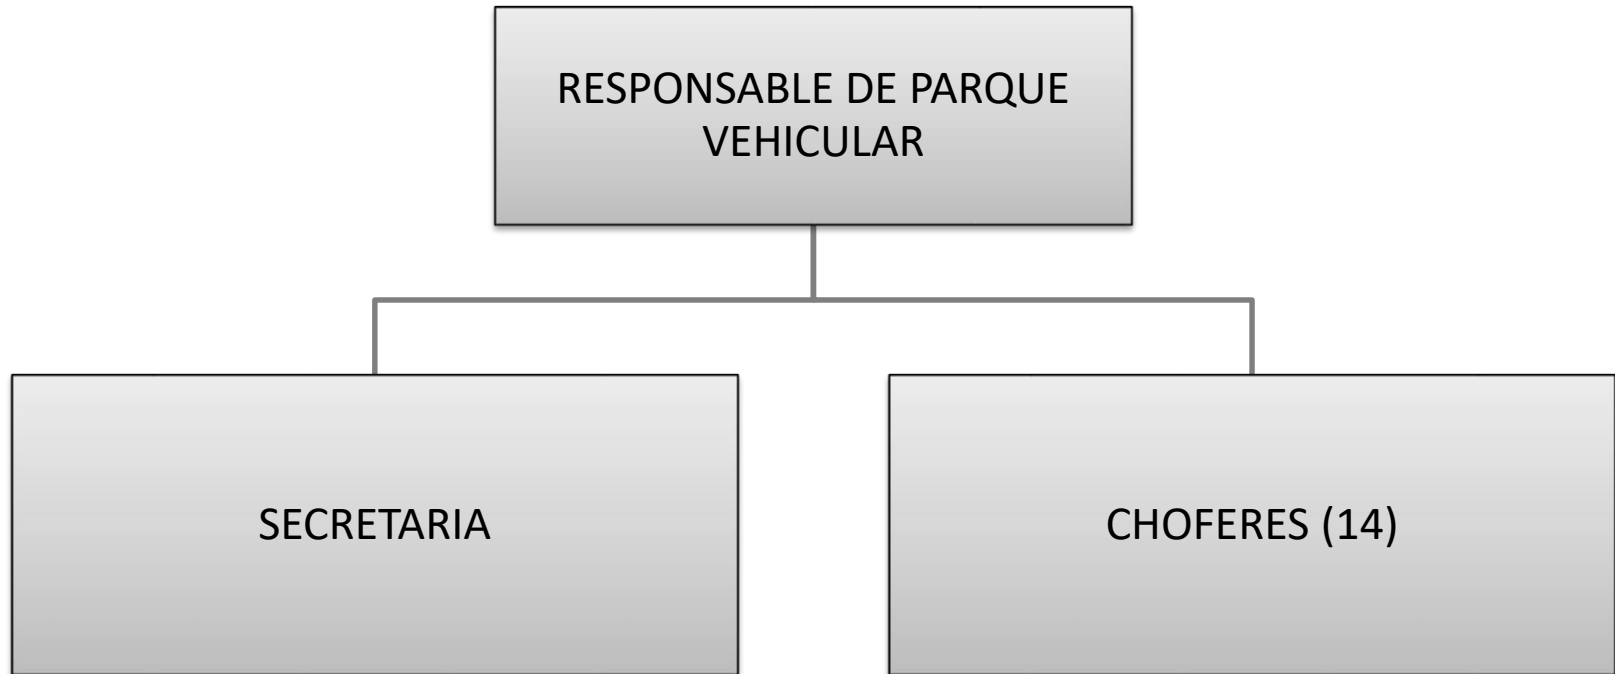 RESPONSABLE DE PARQUE
VEHICULAR
SECRETARIA
CHOFERES (14)